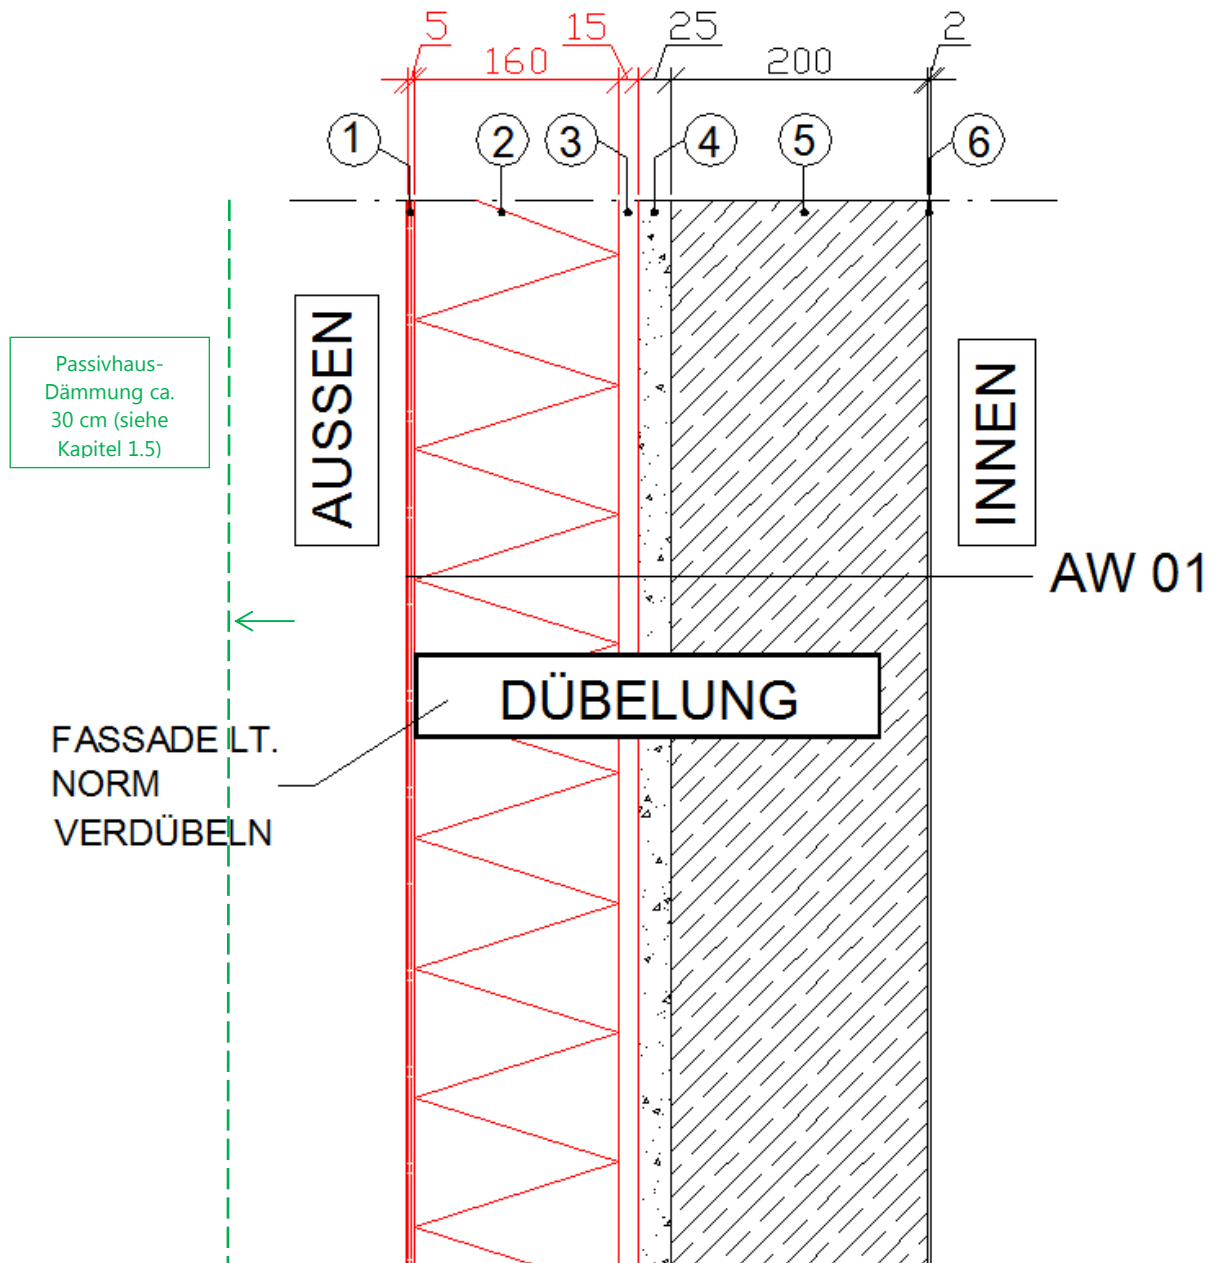 5
15
25
2
160
200
1
2
3
4
5
6
Passivhaus-
Dämmung ca.
30 cm (siehe
Kapitel 1.5)
AUSSEN
INNEN
AW 01
DÜBELUNG
FASSADE LT.
NORM
VERDÜBELN